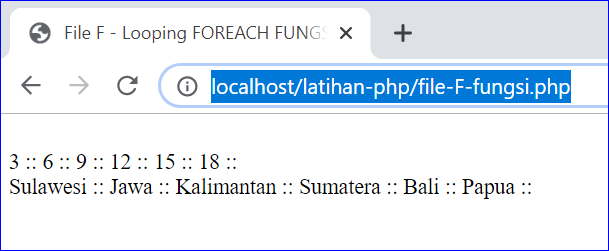 File F - Looping FOREACH FUNGS
localhost/latihan-php/file-F-fungsi.php
3 :: 6 :: 9 :: 12 :: 15 :: 18 ::
Sulawesi :: Jawa :: Kalimantan :: Sumatera :: Bali :: Papua ::